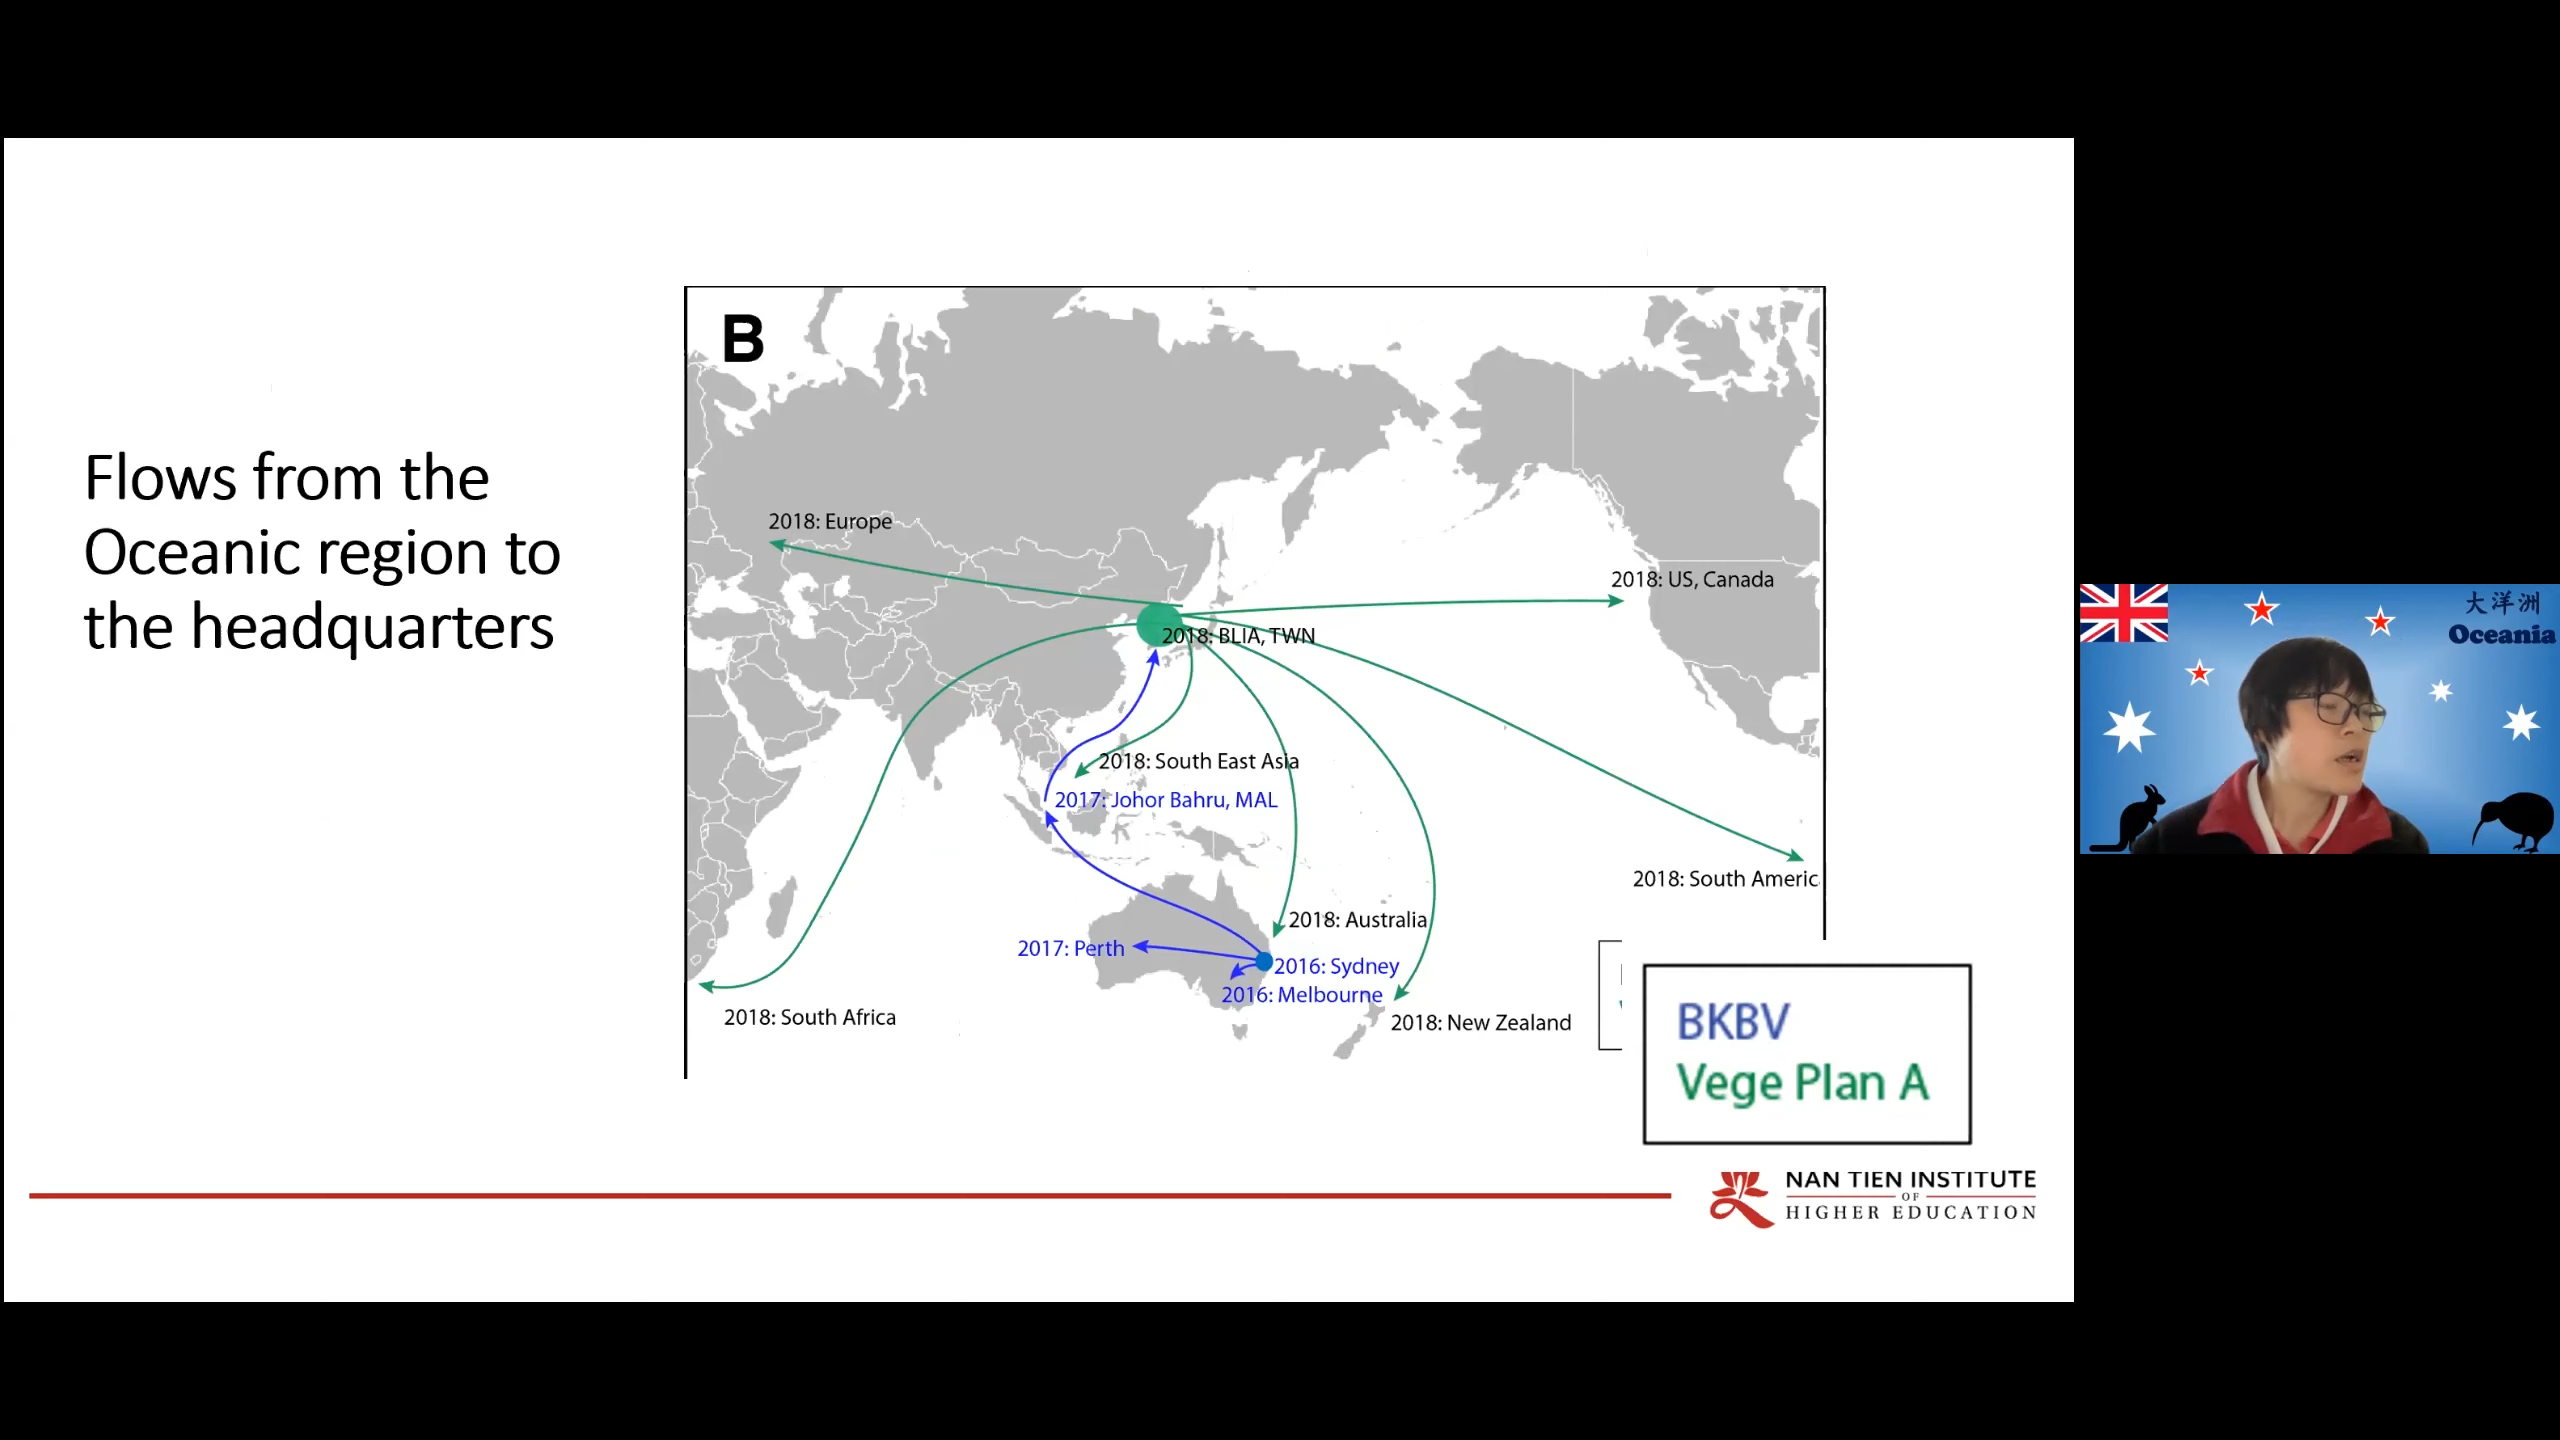 Flows from the
Oceanic region to
the headquarters
B
2018: Europe
2018: US, Canada
2018: BLIA, TWN
2018: South East Asia
2017: Johor Bahru, MAL
2018: South Americ
2018: Australia
2017: Perth
2016: Sydney
2016: Melbourne
2018: South Africa
2018: New Zealand
BKBV
Vege Plan A
NAN TIEN INSTITUTE
OF
HIGHER EDUCATION
大洋洲
Oceania